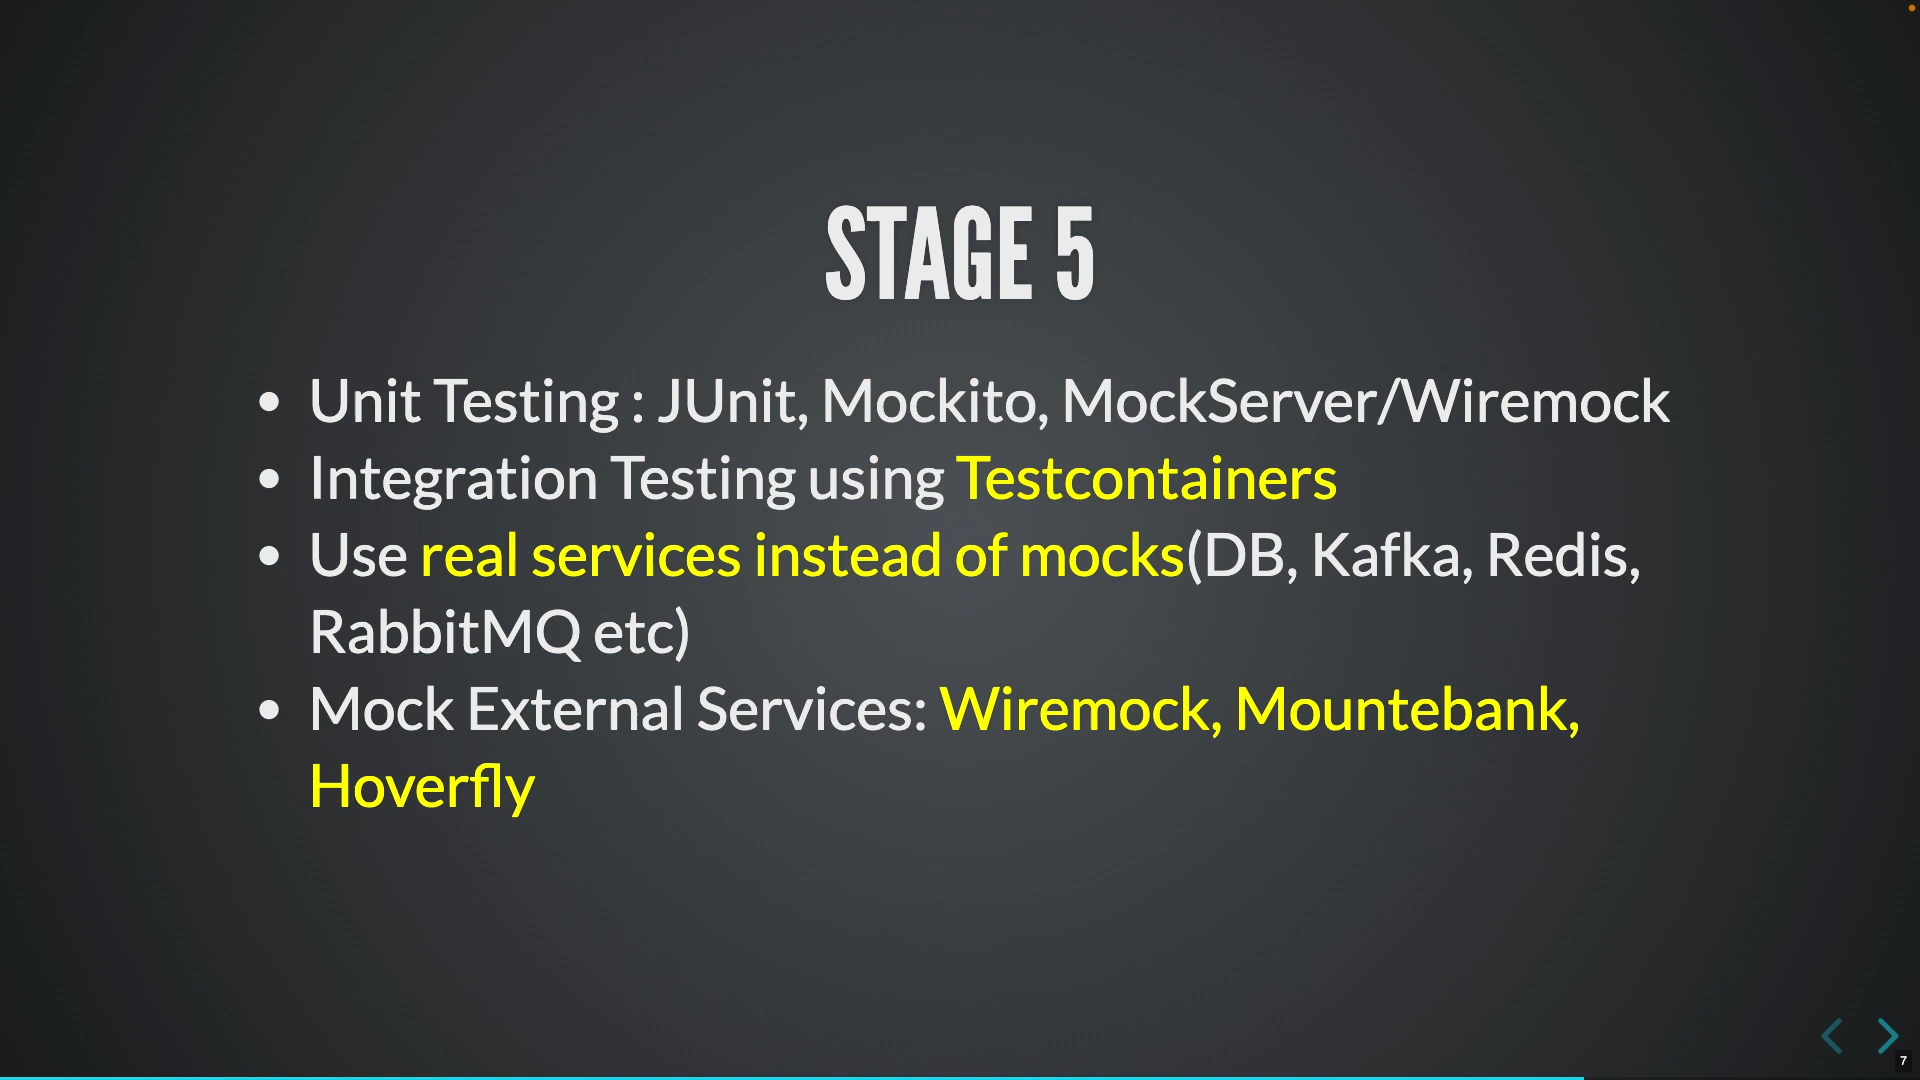 STAGE 5
• Unit Testing : JUnit, Mockito, MockServer/Wiremock
• Integration Testing using Testcontainers
• Use real services instead of mocks(DB, Kafka, Redis,
RabbitMQ etc)
• Mock External Services: Wiremock, Mountebank,
Hoverfly
7